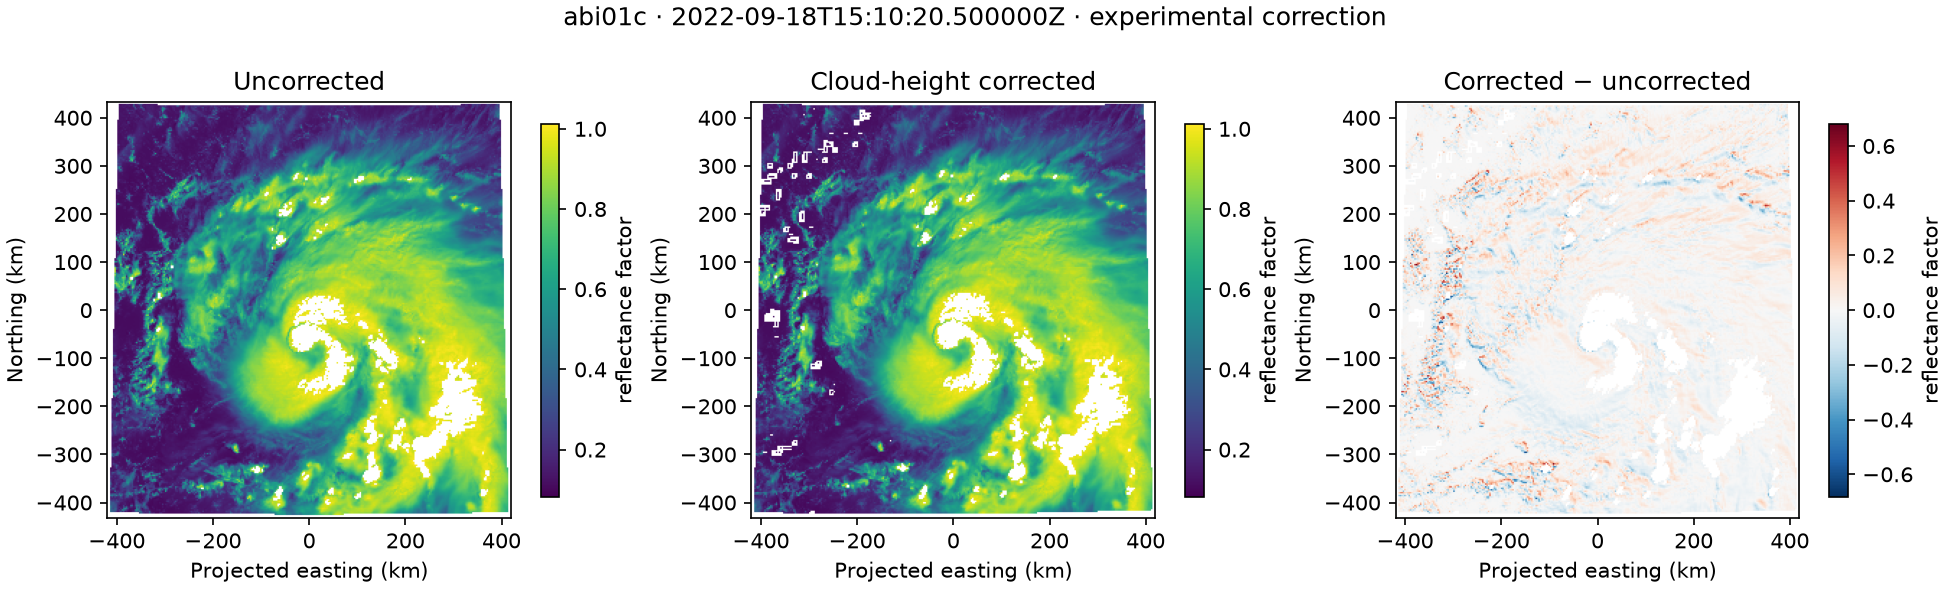 abi01c · 2022-09-18T15:10:20.500000Z · experimental correction
Uncorrected
Cloud-height corrected
Corrected − uncorrected
400
300
200
100
0
−100
−200
−300
−400
Northing (km)
−400 −200 0 200 400
Projected easting (km)
1.0
0.8
0.6
0.4
0.2
reflectance factor
400
300
200
100
0
−100
−200
−300
−400
Northing (km)
−400 −200 0 200 400
Projected easting (km)
1.0
0.8
0.6
0.4
0.2
reflectance factor
400
300
200
100
0
−100
−200
−300
−400
Northing (km)
−400 −200 0 200 400
Projected easting (km)
0.6
0.4
0.2
0.0
−0.2
−0.4
−0.6
reflectance factor